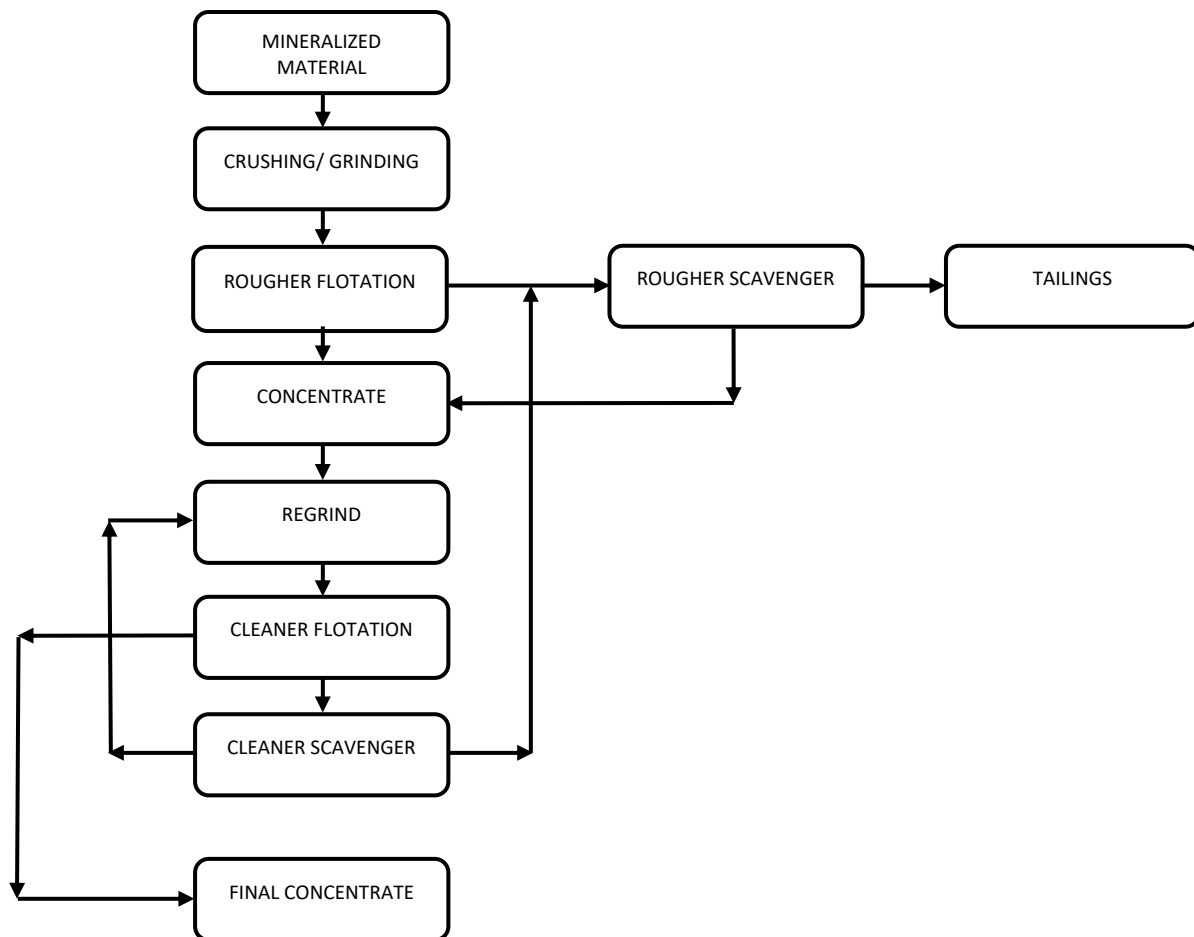 MINERALIZED
MATERIAL
CRUSHING/ GRINDING
ROUGHER FLOTATION
ROUGHER SCAVENGER
TAILINGS
CONCENTRATE
REGRIND
CLEANER FLOTATION
CLEANER SCAVENGER
FINAL CONCENTRATE